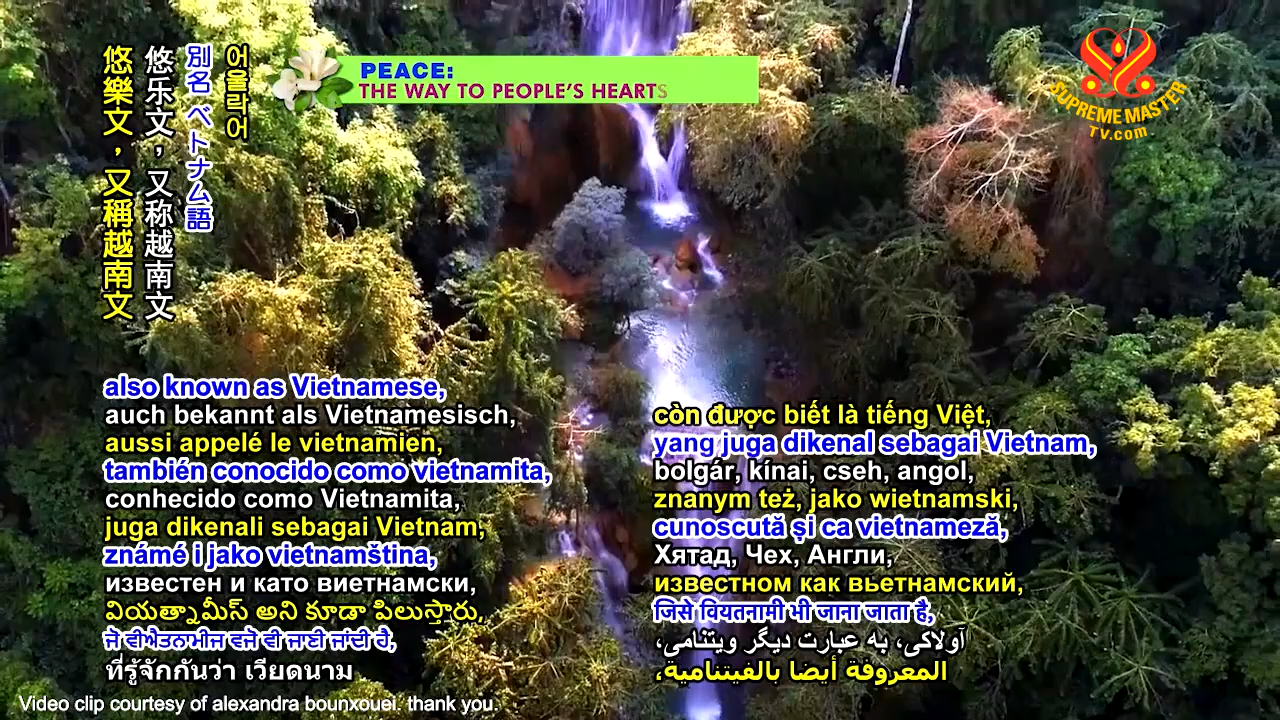 PEACE:
THE WAY TO PEOPLE'S HEARTS
SUPREME MASTER
TV.com
어울라어
別名 ベトナム語
悠乐文，又称越南文
悠樂文，又稱越南文
also known as Vietnamese,
auch bekannt als Vietnamesisch,
aussi appelé le vietnamien,
también conocido como vietnamita,
conhecido como Vietnamita,
juga dikenali sebagai Vietnam,
známé i jako vietnamština,
известен и като виетнамски,
వియత్నామీస్ అని కూడా పిలుస్తారు,
ਜੋ ਵੀਐਤਨਾਮੀਜ ਵਜੋ ਵੀ ਜਾਣੀ ਜਾਂਦੀ ਹੈ,
ที่รู้จักกันว่า เวียดนาม
còn được biết là tiếng Việt,
yang juga dikenal sebagai Vietnam,
bolgár, kínai, cseh, angol,
znanym też, jako wietnamski,
cunoscută și ca vietnameză,
Хятад, Чех, Англи,
известном как вьетнамский,
जिसे वियतनामी भी जाना जाता है,
آولاکی، به عبارت دیگر ویتنامی،
المعروفة أيضا بالفيتنامية،
Video clip courtesy of alexandra bounxouei. thank you.